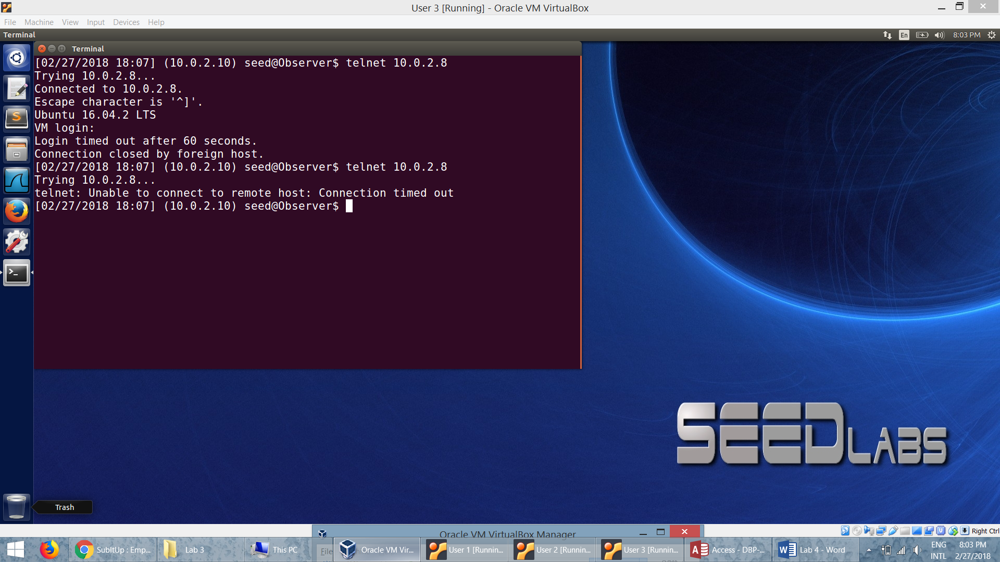 User 3 [Running] - Oracle VM VirtualBox
File Machine View Input Devices Help
Terminal
En
8:03 PM
Terminal
[02/27/2018 18:07] (10.0.2.10) seed@Observer$ telnet 10.0.2.8
Trying 10.0.2.8...
Connected to 10.0.2.8.
Escape character is '^]'.
Ubuntu 16.04.2 LTS
VM login:
Login timed out after 60 seconds.
Connection closed by foreign host.
[02/27/2018 18:07] (10.0.2.10) seed@Observer$ telnet 10.0.2.8
Trying 10.0.2.8...
telnet: Unable to connect to remote host: Connection timed out
[02/27/2018 18:07] (10.0.2.10) seed@Observer$
SEEDLABS
Trash
Oracle VM VirtualBox Manager
Right Ctrl
File
SubItUp : Emp...
Lab 3
This PC
Oracle VM Vir...
User 1 [Runnin...
User 2 [Runnin...
User 3 [Runnin...
Access - DBP-...
Lab 4 - Word
ENG
INTL
8:03 PM
2/27/2018